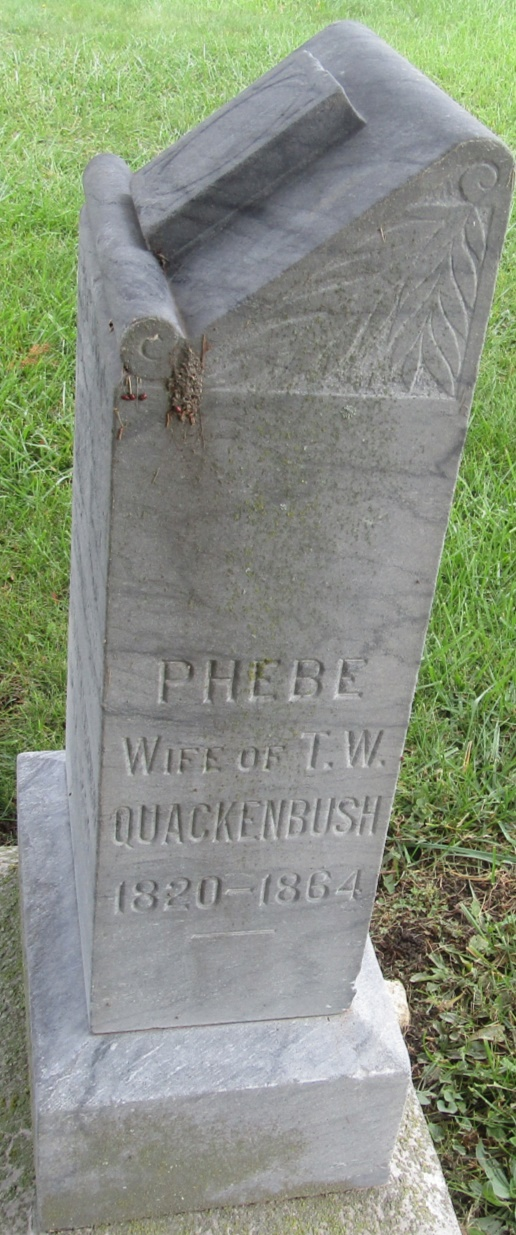 PHEBE
WIFE OF T. W.
QUACKENBUSH
1820–1864